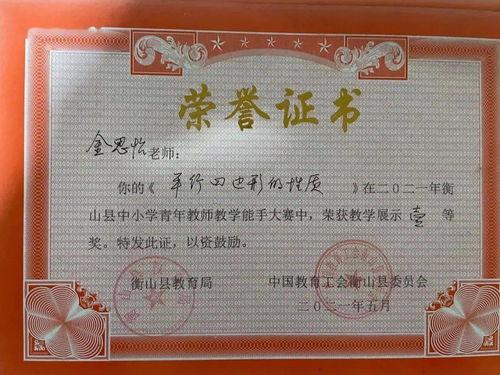 荣誉证书
金思怡老师：
你的《平行四边形的性质》在二〇二一年衡
山县中小学青年教师教学能手大赛中，荣获教学展示壹等
奖。特发此证，以资鼓励。
衡山县教育局 中国教育工会衡山县委员会
二〇二一年五月